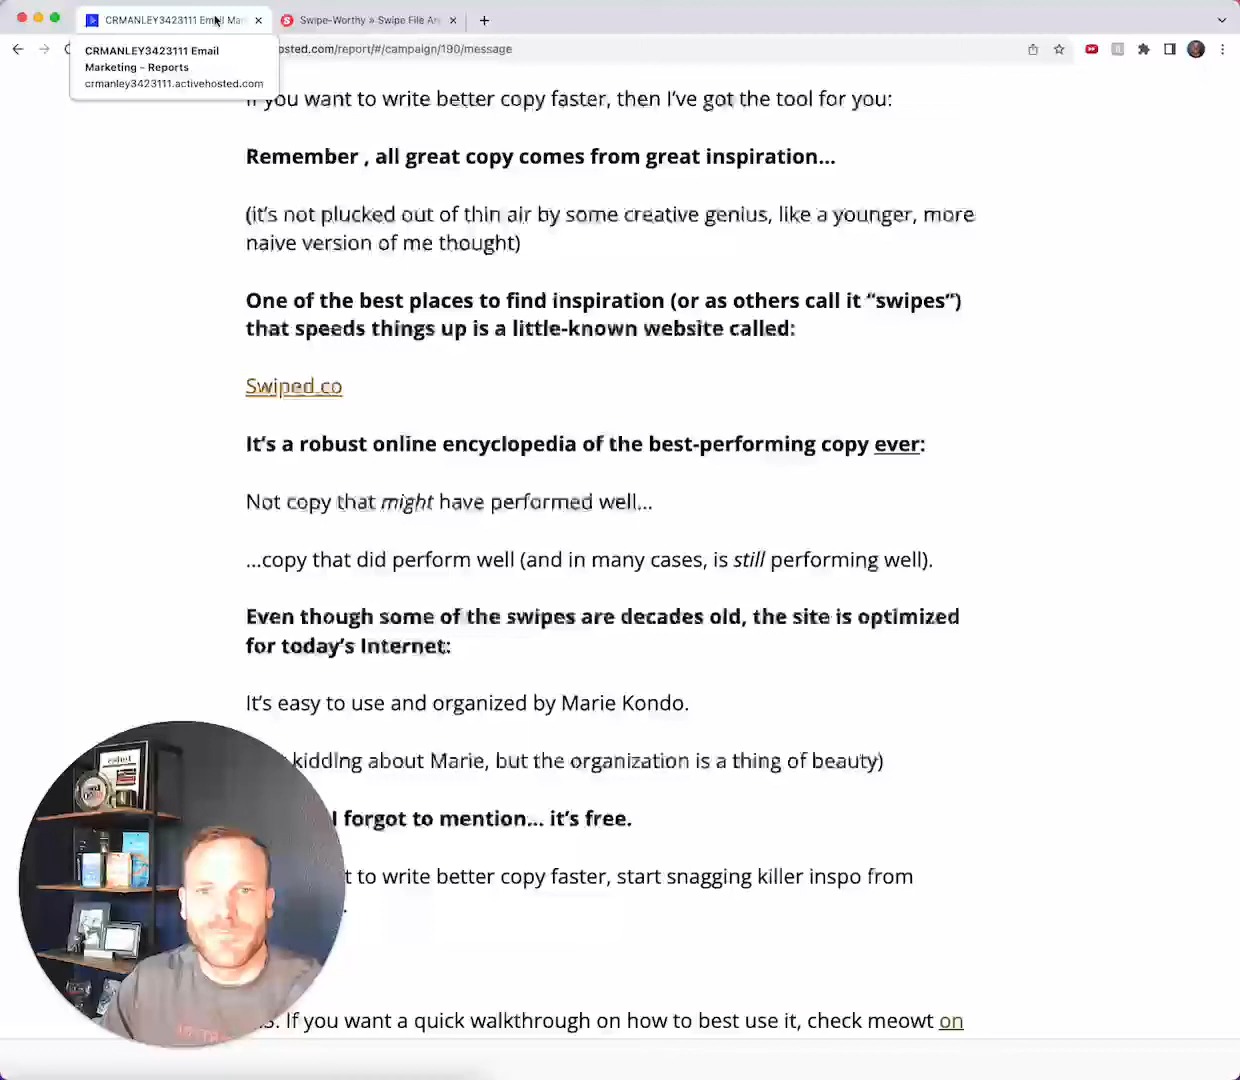 CRMANLEY3423111 Email Mar
Swipe-Worthy » Swipe File An
hosted.com/report/#/campaign/190/message
CRMANLEY3423111 Email
Marketing - Reports
crmanley3423111.activehosted.com
If you want to write better copy faster, then I've got the tool for you:
Remember , all great copy comes from great inspiration...
(it's not plucked out of thin air by some creative genius, like a younger, more
naive version of me thought)
One of the best places to find inspiration (or as others call it “swipes”)
that speeds things up is a little-known website called:
Swiped.co
It's a robust online encyclopedia of the best-performing copy ever:
Not copy that might have performed well...
...copy that did perform well (and in many cases, is still performing well).
Even though some of the swipes are decades old, the site is optimized
for today's Internet:
It's easy to use and organized by Marie Kondo.
kidding about Marie, but the organization is a thing of beauty)
I forgot to mention... it's free.
t to write better copy faster, start snagging killer inspo from
.
S. If you want a quick walkthrough on how to best use it, check meowt on